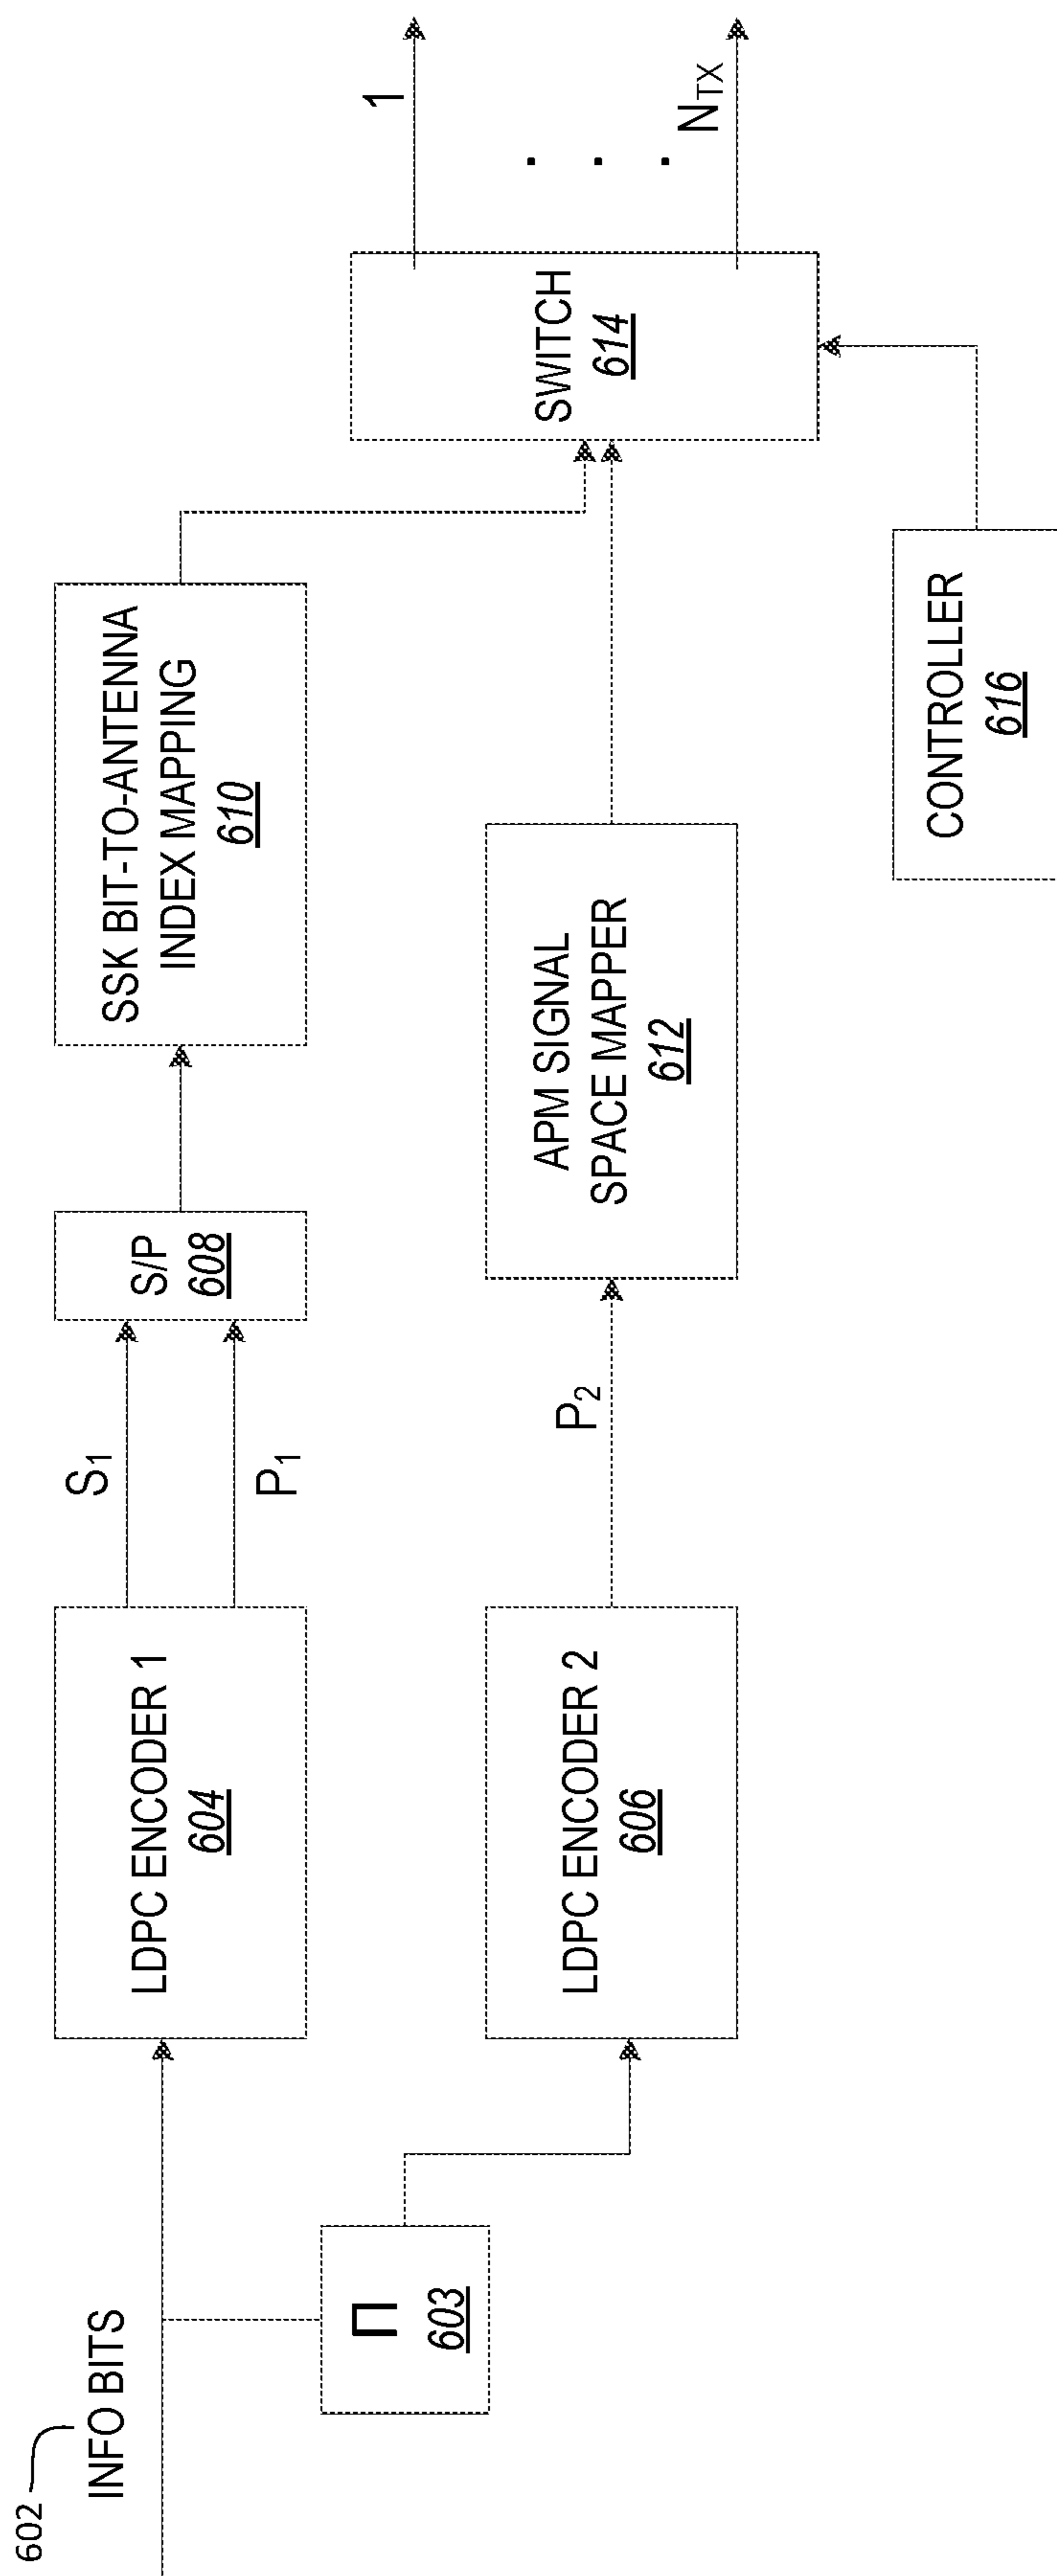 602
INFO BITS
Π
603
LDPC ENCODER 1
604
LDPC ENCODER 2
606
S1
P1
P2
S/P
608
SSK BIT-TO-ANTENNA
INDEX MAPPING
610
APM SIGNAL
SPACE MAPPER
612
CONTROLLER
616
SWITCH
614
1
. . .
NTX